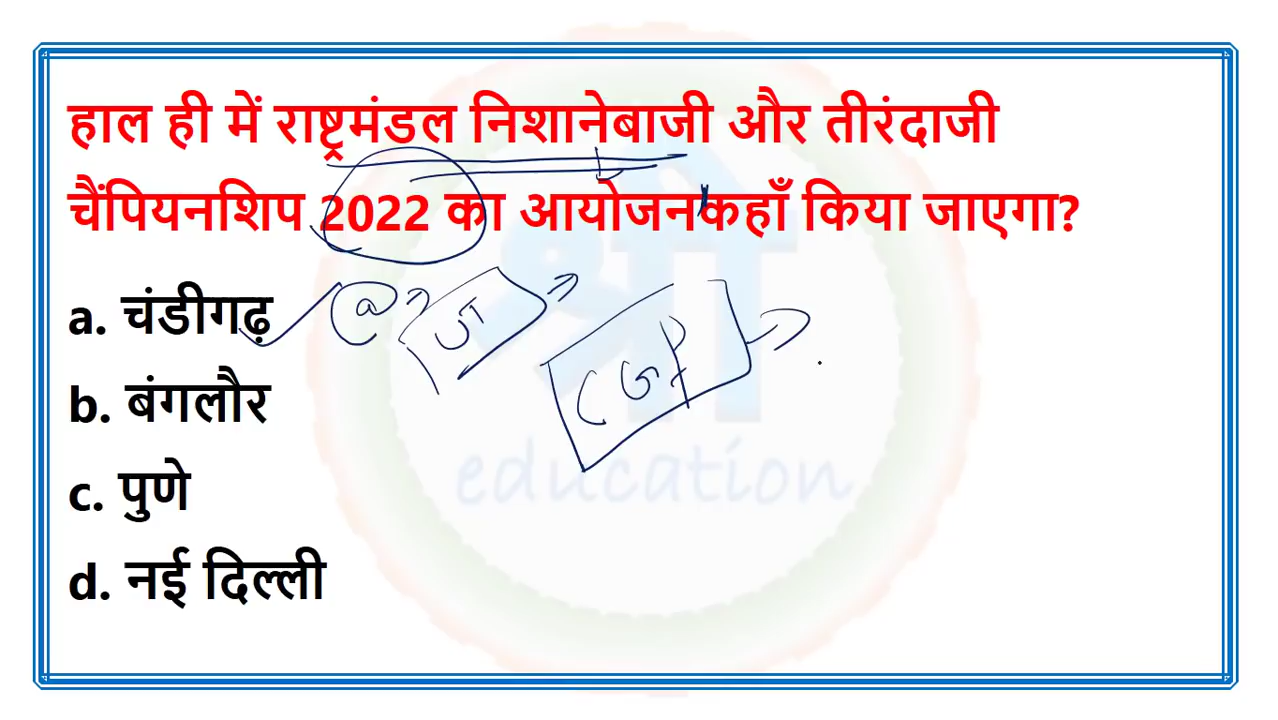 हाल ही में राष्ट्रमंडल निशानेबाजी और तीरंदाजी
चैंपियनशिप 2022 का आयोजन कहाँ किया जाएगा?
a. चंडीगढ़
b. बंगलौर
c. पुणे
d. नई दिल्ली
श्री
education